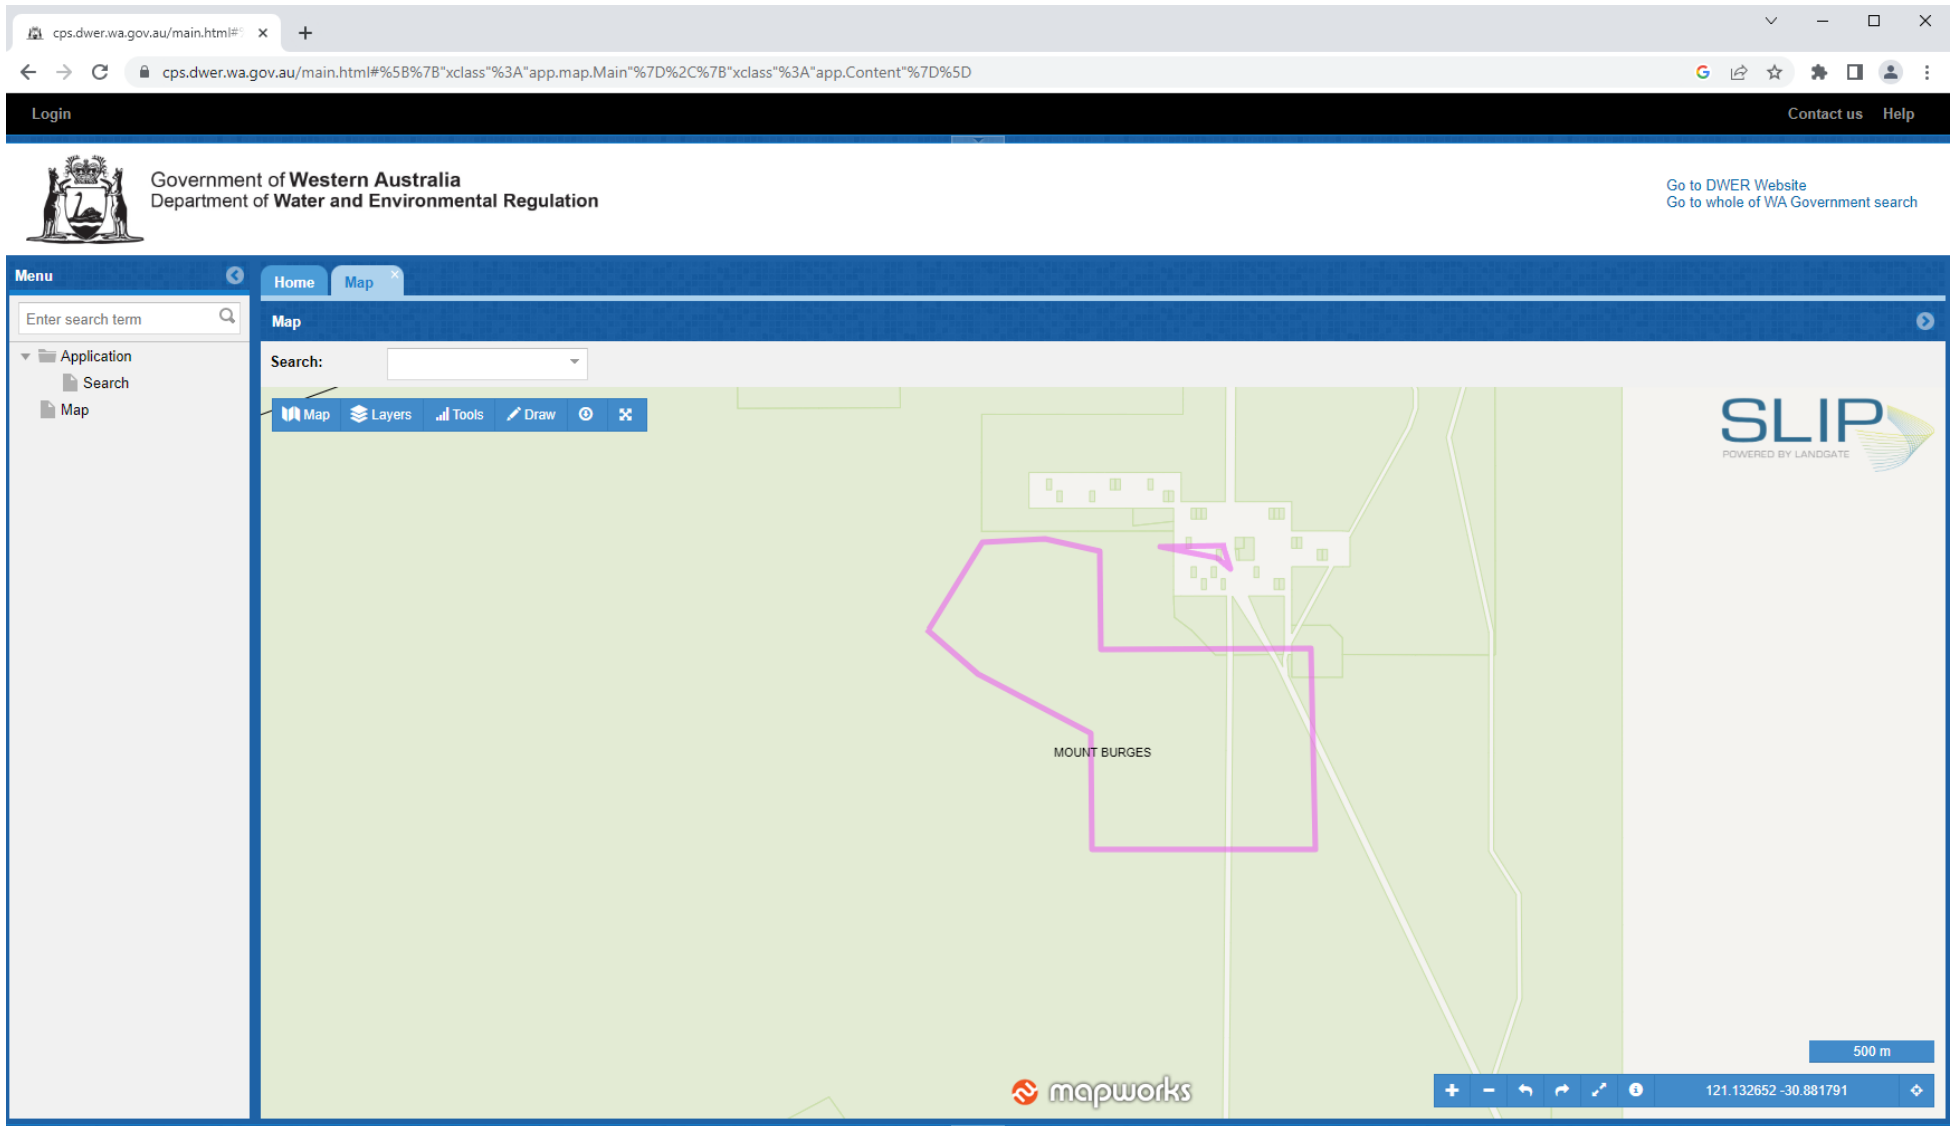 cps.dwer.wa.gov.au/main.html#
cps.dwer.wa.gov.au/main.html#%5B%7B"xclass"%3A"app.map.Main"%7D%2C%7B"xclass"%3A"app.Content"%7D%5D
Login
Contact us Help
Government of Western Australia
Department of Water and Environmental Regulation
Go to DWER Website
Go to whole of WA Government search
Menu
Home Map
Enter search term
Map
Application
Search:
Search
Map
Map Layers Tools Draw
SLIP
POWERED BY LANDGATE
MOUNT BURGES
500 m
mapworks
121.132652 -30.881791